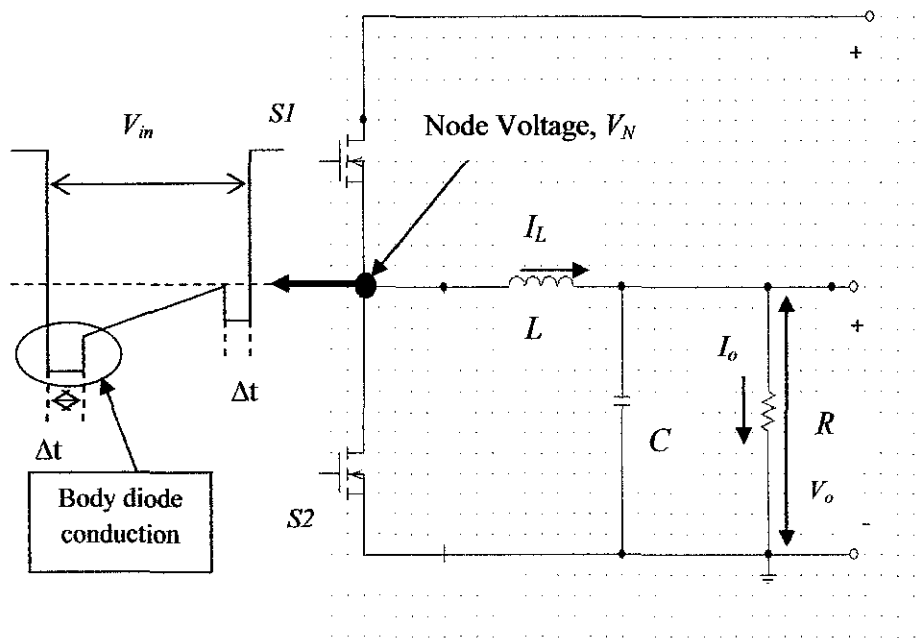 V_in
S1
Node Voltage, V_N
+
I_L
L
+
I_o
Δt
Δt
C
R
V_o
Body diode
conduction
S2
-